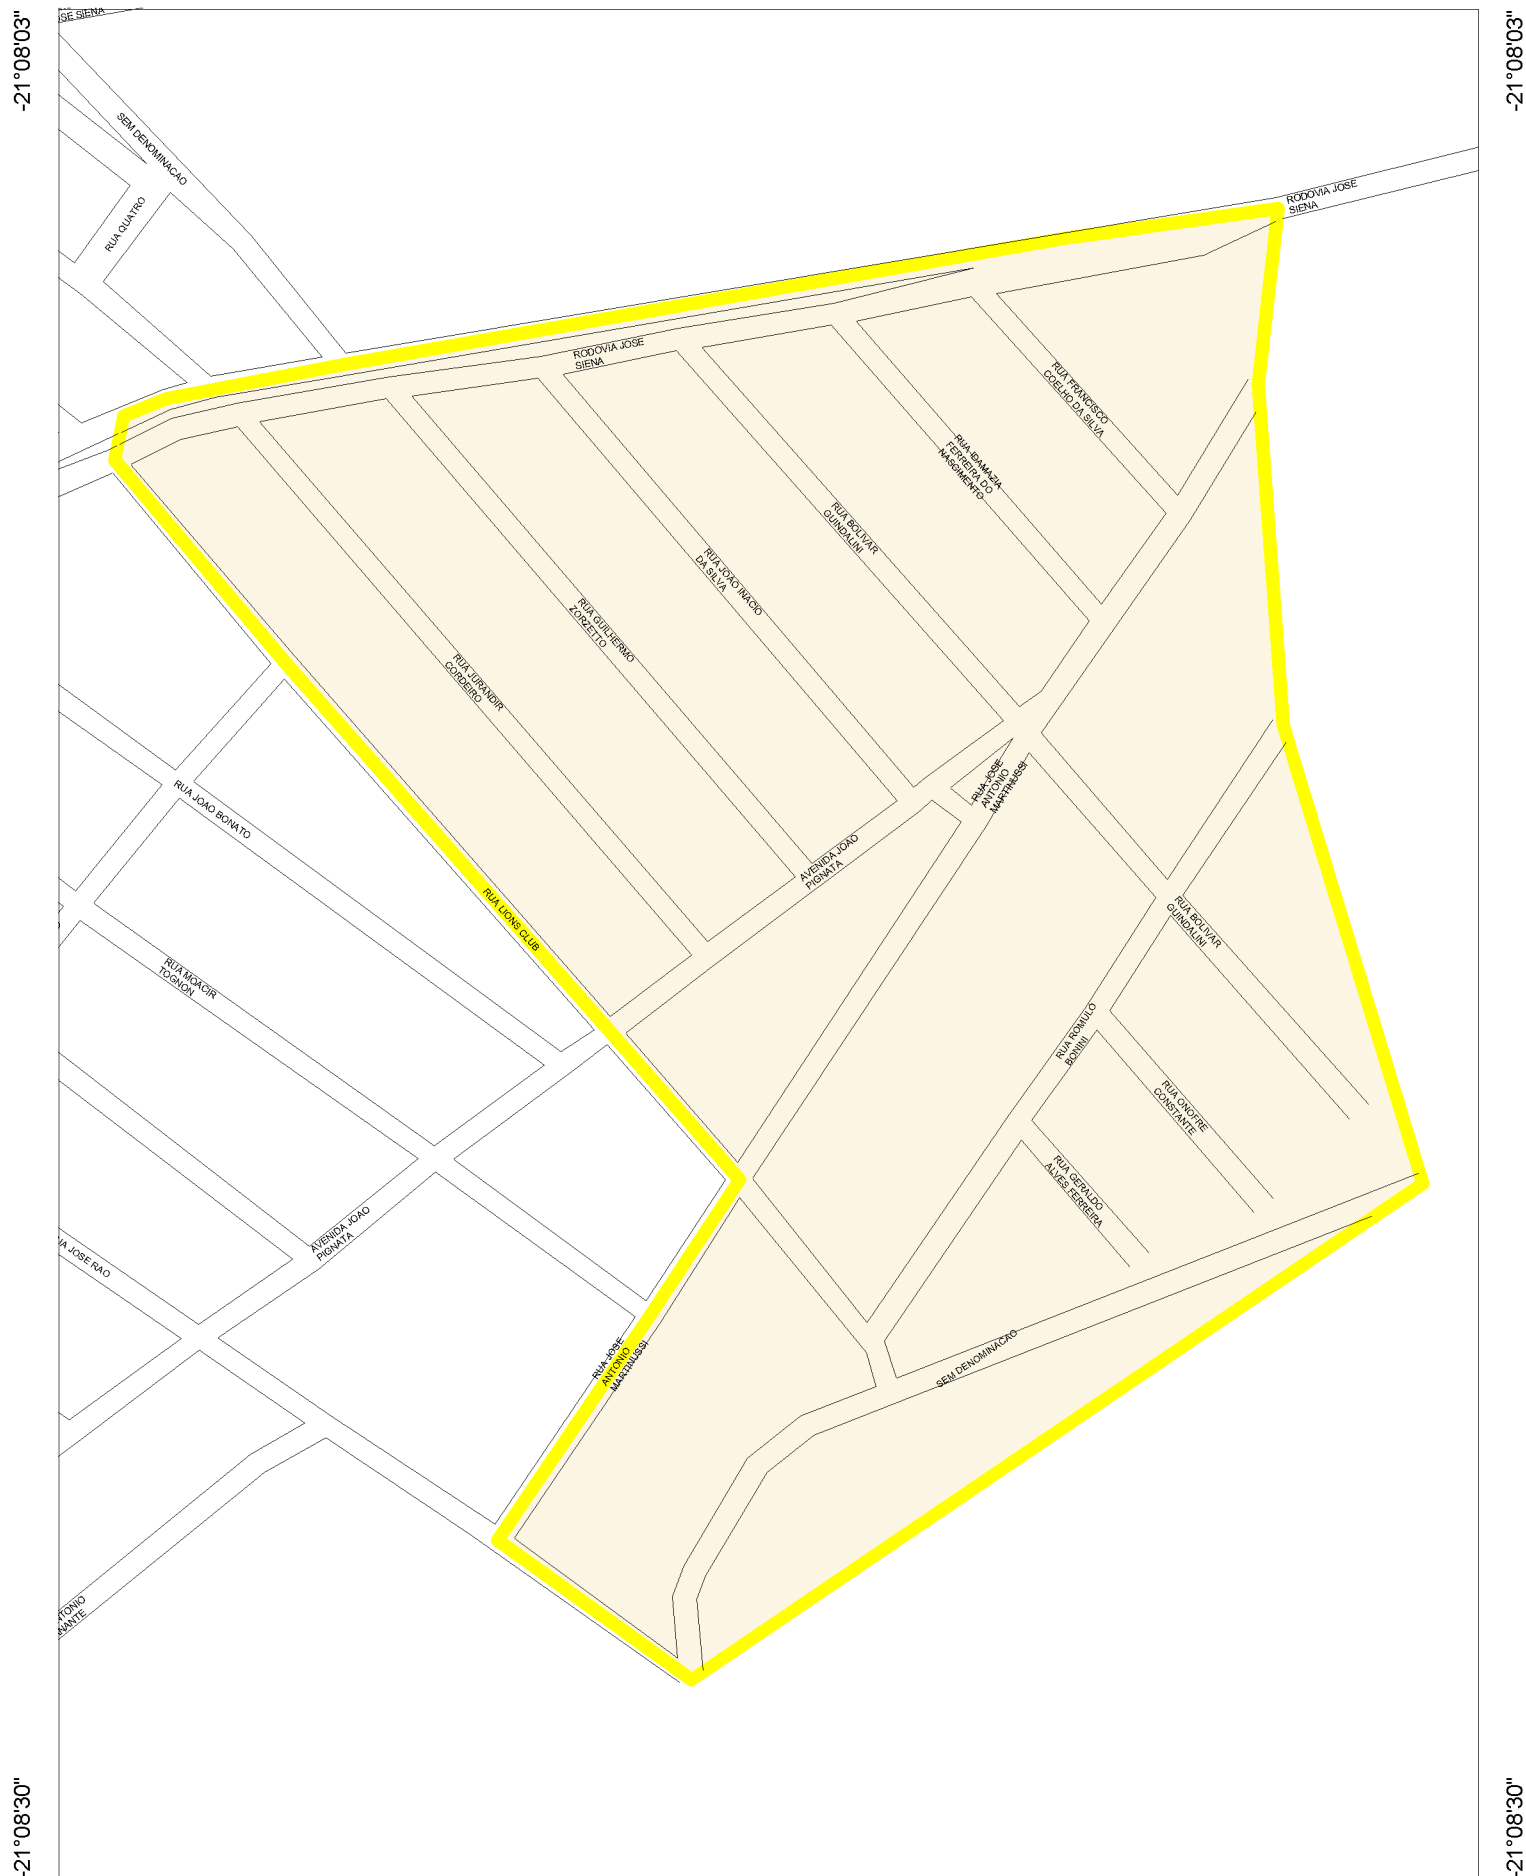 -21°08'03"
-21°08'03"
SE SIENA
SEM DENOMINACAO
RUA QUATRO
RODOVIA JOSE
SIENA
RODOVIA JOSE
SIENA
RUA FRANCISCO
COELHO DA SILVA
RUA IDAMAZIA
FERREIRA DO
NASCIMENTO
RUA BOLIVAR
GUINDALINI
RUA JOAO INACIO
DA SILVA
RUA GUILHERMO
ZORZETTO
RUA JURANDIR
CORDEIRO
RUA JOSE
ANTONIO
MARTINUSSI
RUA JOAO BONATO
AVENIDA JOAO
PIGNATA
RUA LIONS CLUB
RUA BOLIVAR
GUINDALINI
RUA MOACIR
TOGNON
RUA ROMULO
BONINI
RUA ONOFRE
CONSTANTE
RUA GERALDO
ALVES FERREIRA
AVENIDA JOAO
PIGNATA
JOSE RAO
RUA JOSE
ANTONIO
MARTINUSSI
SEM DENOMINACAO
TONIO
NANTE
-21°08'30"
-21°08'30"